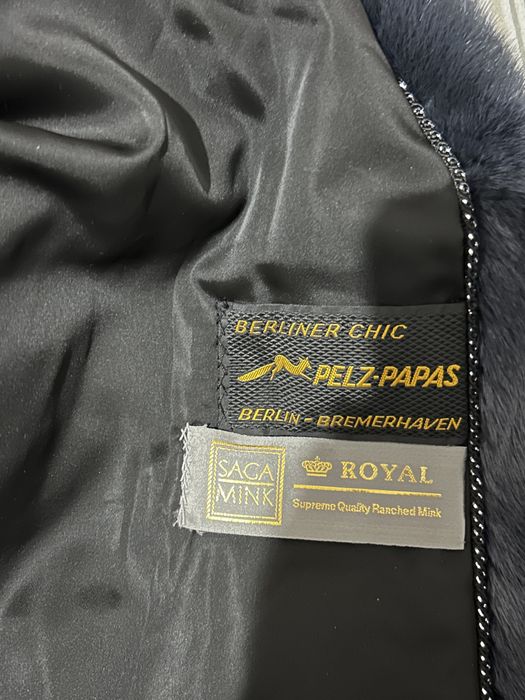 BERLINER CHIC
PELZ-PAPAS
BERLIN - BREMERHAVEN
SAGA
MINK
ROYAL
Supreme Quality Ranched Mink